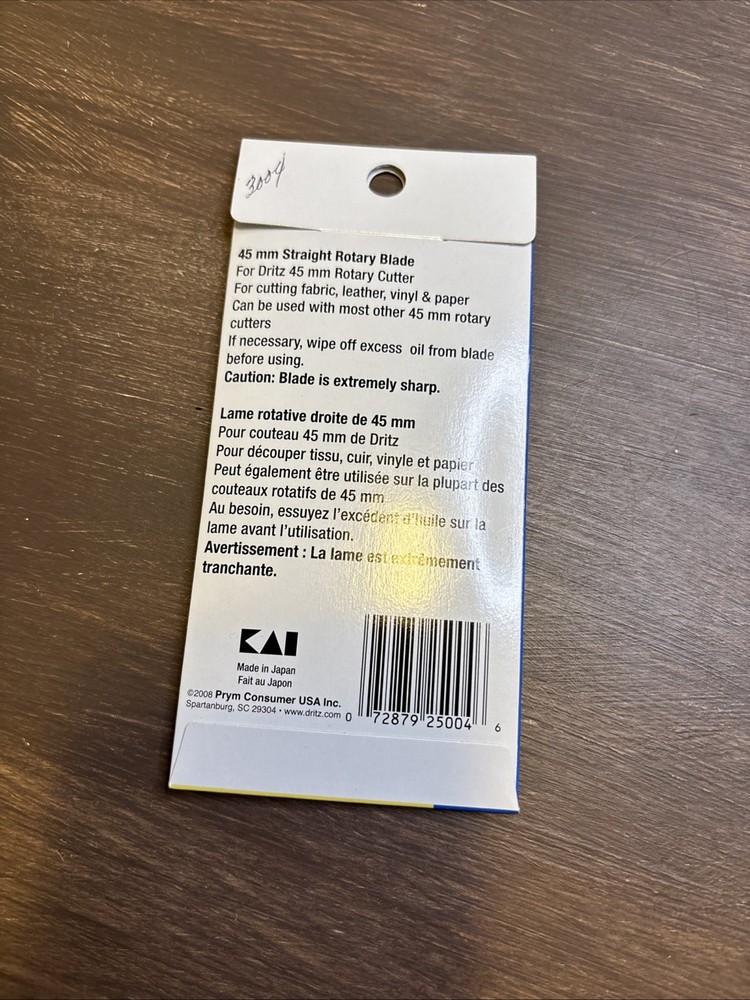 3004
45 mm Straight Rotary Blade
For Dritz 45 mm Rotary Cutter
For cutting fabric, leather, vinyl & paper
Can be used with most other 45 mm rotary
cutters
If necessary, wipe off excess oil from blade
before using.
Caution: Blade is extremely sharp.
Lame rotative droite de 45 mm
Pour couteau 45 mm de Dritz
Pour découper tissu, cuir, vinyle et papier
Peut également être utilisée sur la plupart des
couteaux rotatifs de 45 mm
Au besoin, essuyez l'excédent d'huile sur la
lame avant l'utilisation.
Avertissement : La lame est extrêmement
tranchante.
KAI
Made in Japan
Fait au Japon
©2008 Prym Consumer USA Inc.
Spartanburg, SC 29304 • www.dritz.com
0 72879 25004 6